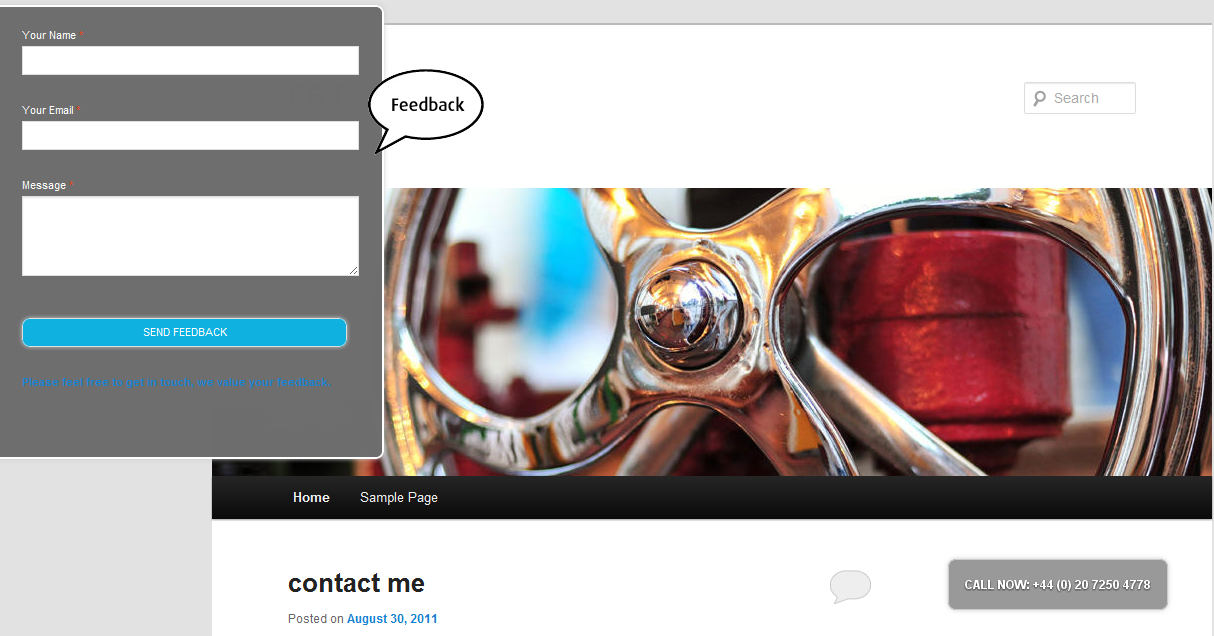 Your Name *
Your Email *
Message *
SEND FEEDBACK
Please feel free to get in touch, we value your feedback.
Feedback
Search
Home
Sample Page
contact me
Posted on August 30, 2011
CALL NOW: +44 (0) 20 7250 4778